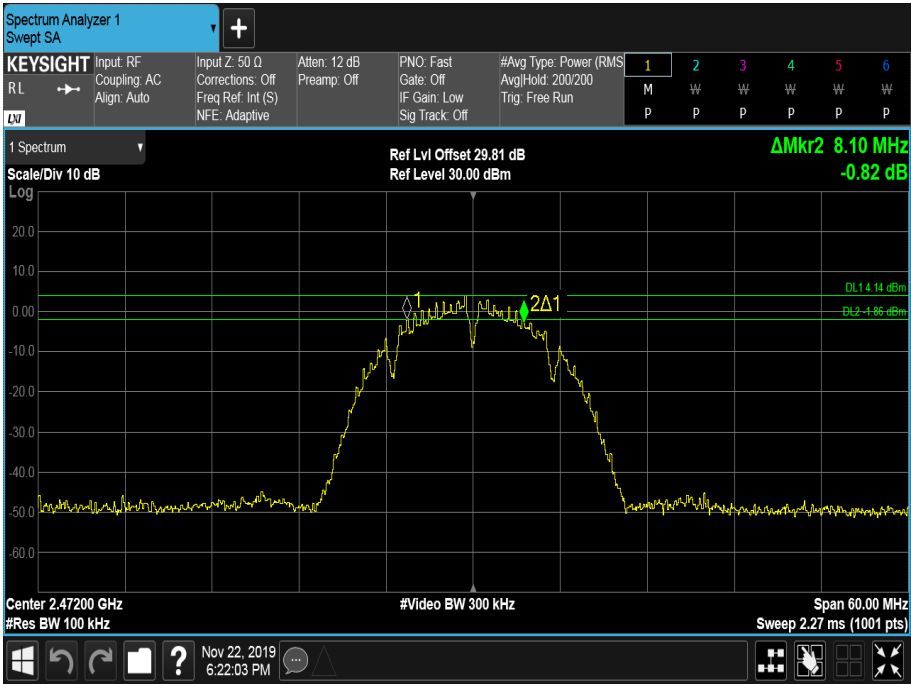 Spectrum Analyzer 1
Swept SA
+
KEYSIGHT Input: RF Input Z: 50 Ω Atten: 12 dB PNO: Fast #Avg Type: Power (RMS 1 2 3 4 5 6
R L Coupling: AC Corrections: Off Preamp: Off Gate: Off Avg|Hold: 200/200 M W W W W W
Align: Auto Freq Ref: Int (S) IF Gain: Low Trig: Free Run
LXI NFE: Adaptive Sig Track: Off P P P P P P
1 Spectrum
Ref Lvl Offset 29.81 dB ΔMkr2 8.10 MHz
Scale/Div 10 dB Ref Level 30.00 dBm -0.82 dB
Log
20.0
10.0
DL1 4.14 dBm
1 2Δ1
0.00 DL2 -1.86 dBm
-10.0
-20.0
-30.0
-40.0
-50.0
-60.0
Center 2.47200 GHz #Video BW 300 kHz Span 60.00 MHz
#Res BW 100 kHz Sweep 2.27 ms (1001 pts)
? Nov 22, 2019
6:22:03 PM